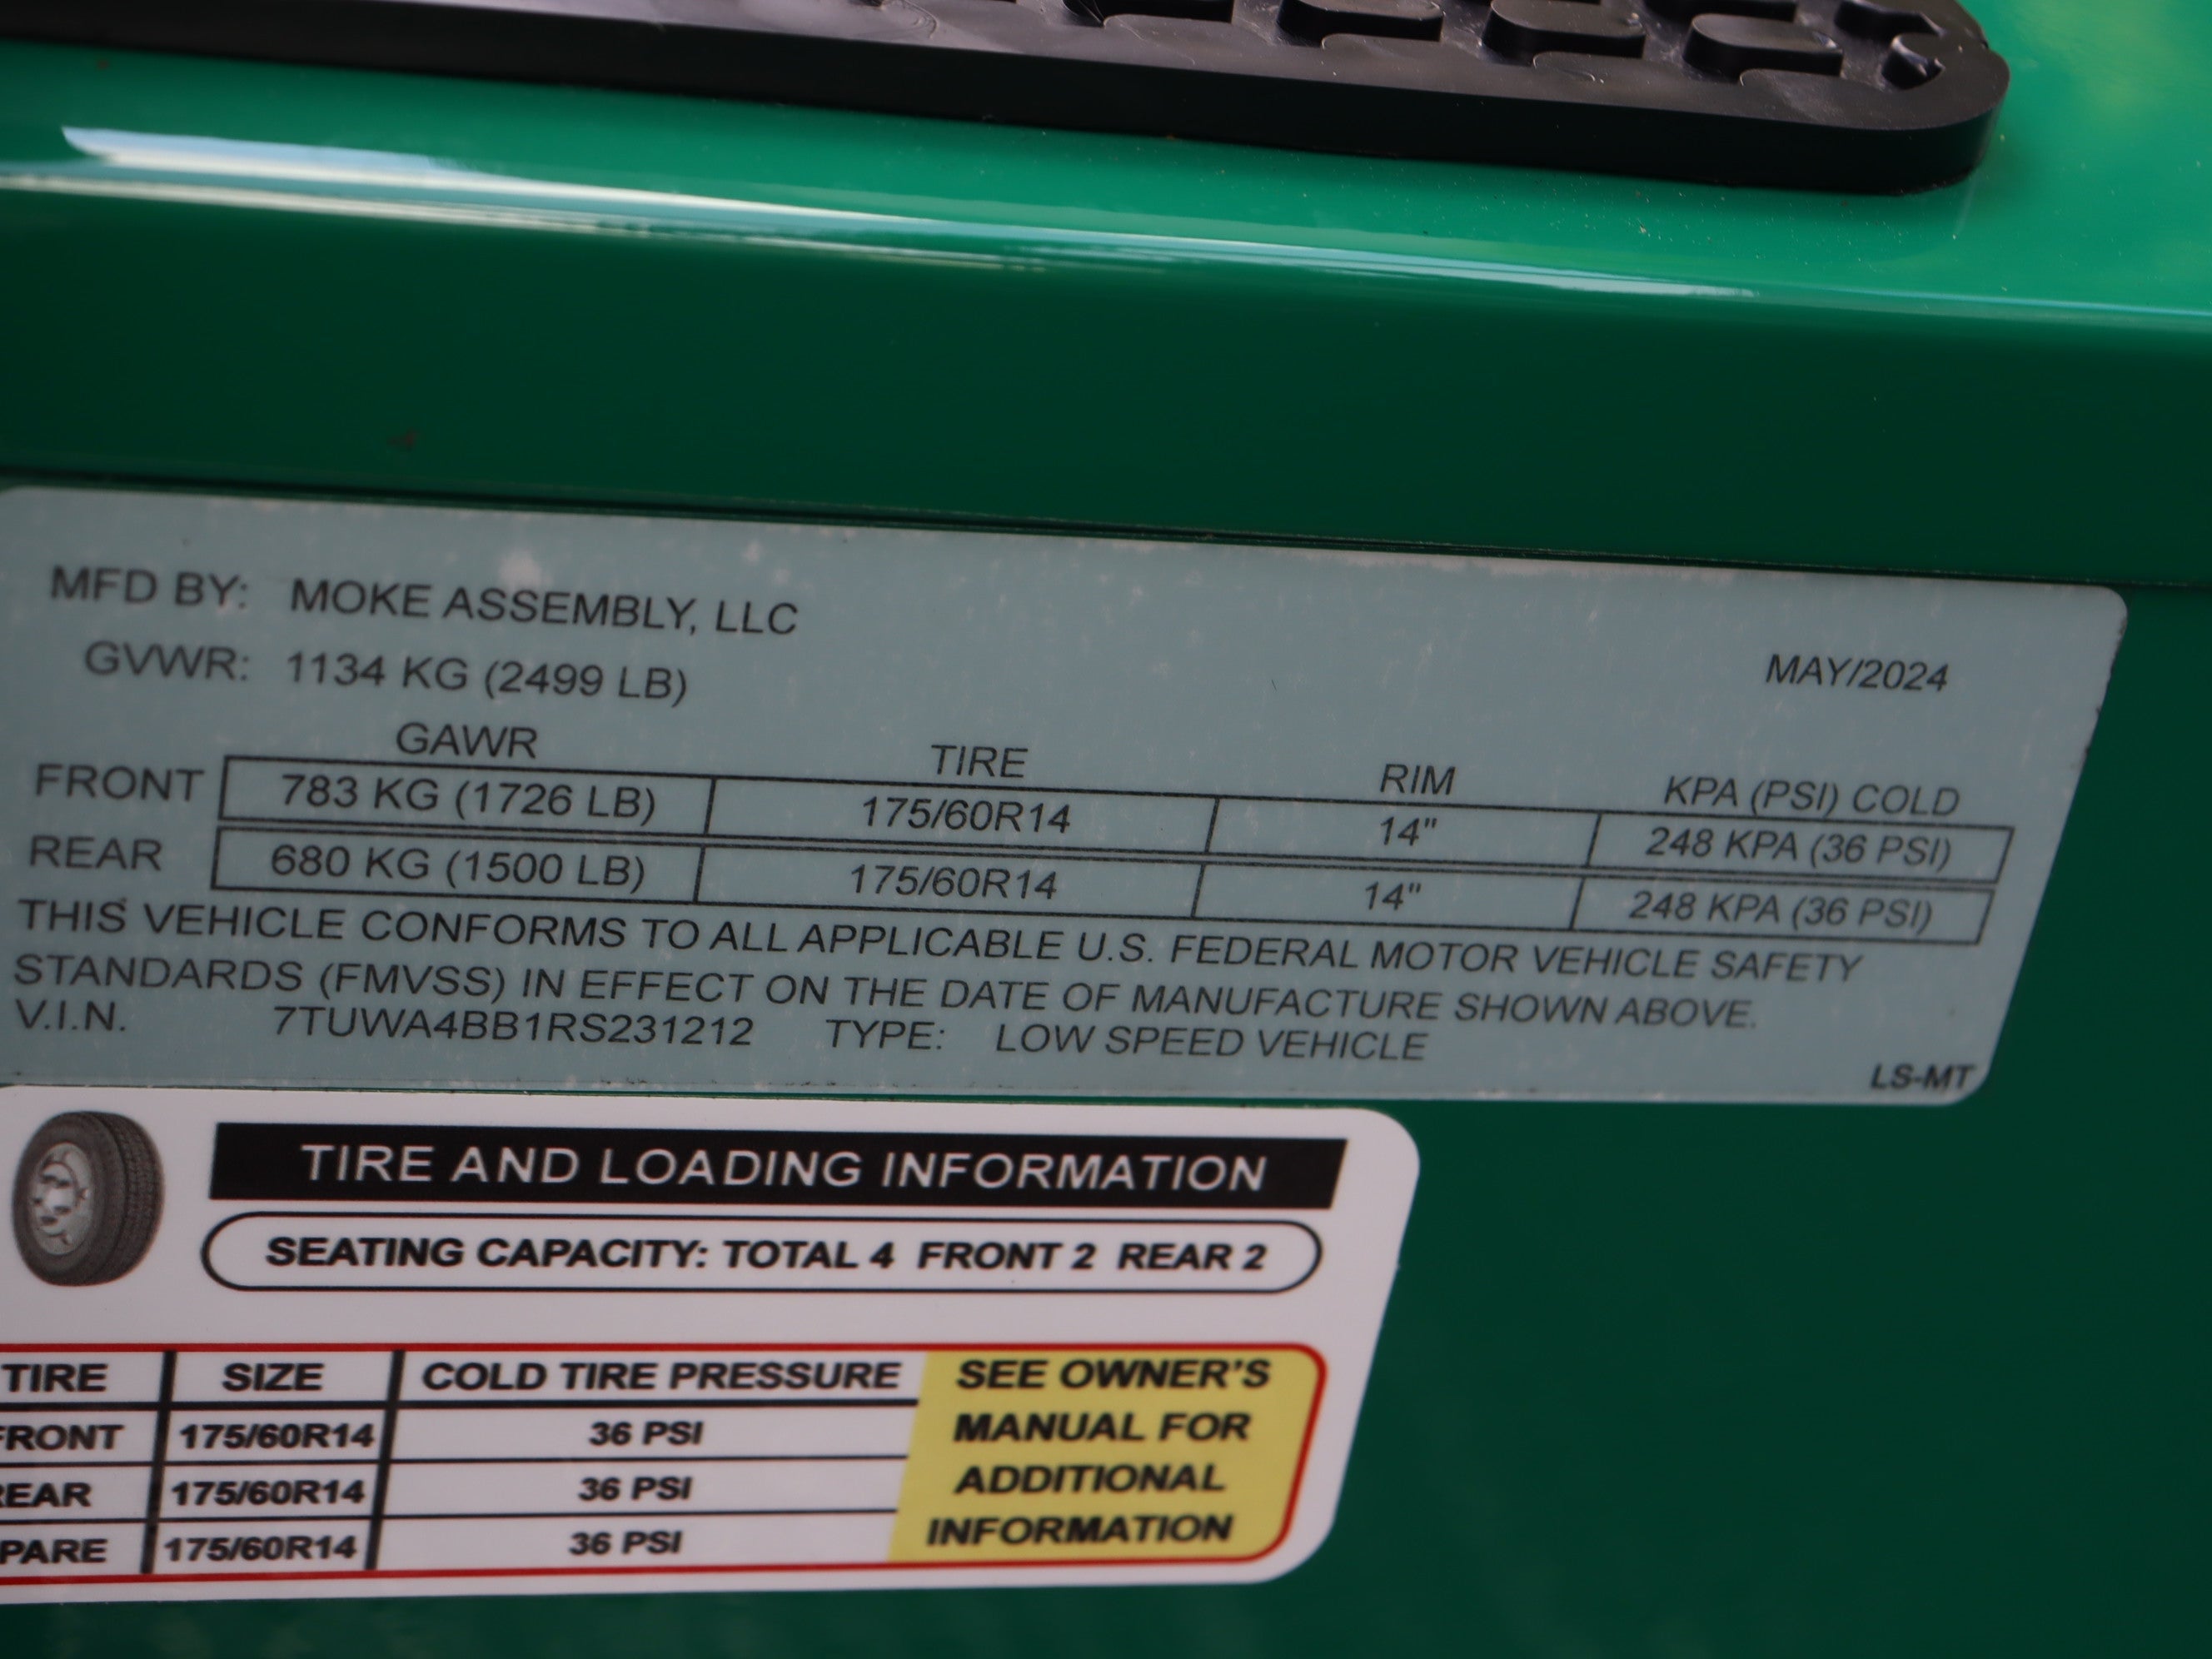 MFD BY: MOKE ASSEMBLY, LLC
GVWR: 1134 KG (2499 LB) MAY/2024
GAWR TIRE RIM KPA (PSI) COLD
FRONT 783 KG (1726 LB) 175/60R14 14" 248 KPA (36 PSI)
REAR 680 KG (1500 LB) 175/60R14 14" 248 KPA (36 PSI)
THIS VEHICLE CONFORMS TO ALL APPLICABLE U.S. FEDERAL MOTOR VEHICLE SAFETY
STANDARDS (FMVSS) IN EFFECT ON THE DATE OF MANUFACTURE SHOWN ABOVE.
V.I.N. 7TUWA4BB1RS231212 TYPE: LOW SPEED VEHICLE
LS-MT
TIRE AND LOADING INFORMATION
SEATING CAPACITY: TOTAL 4 FRONT 2 REAR 2
TIRE SIZE COLD TIRE PRESSURE
FRONT 175/60R14 36 PSI
REAR 175/60R14 36 PSI
PARE 175/60R14 36 PSI
SEE OWNER'S
MANUAL FOR
ADDITIONAL
INFORMATION